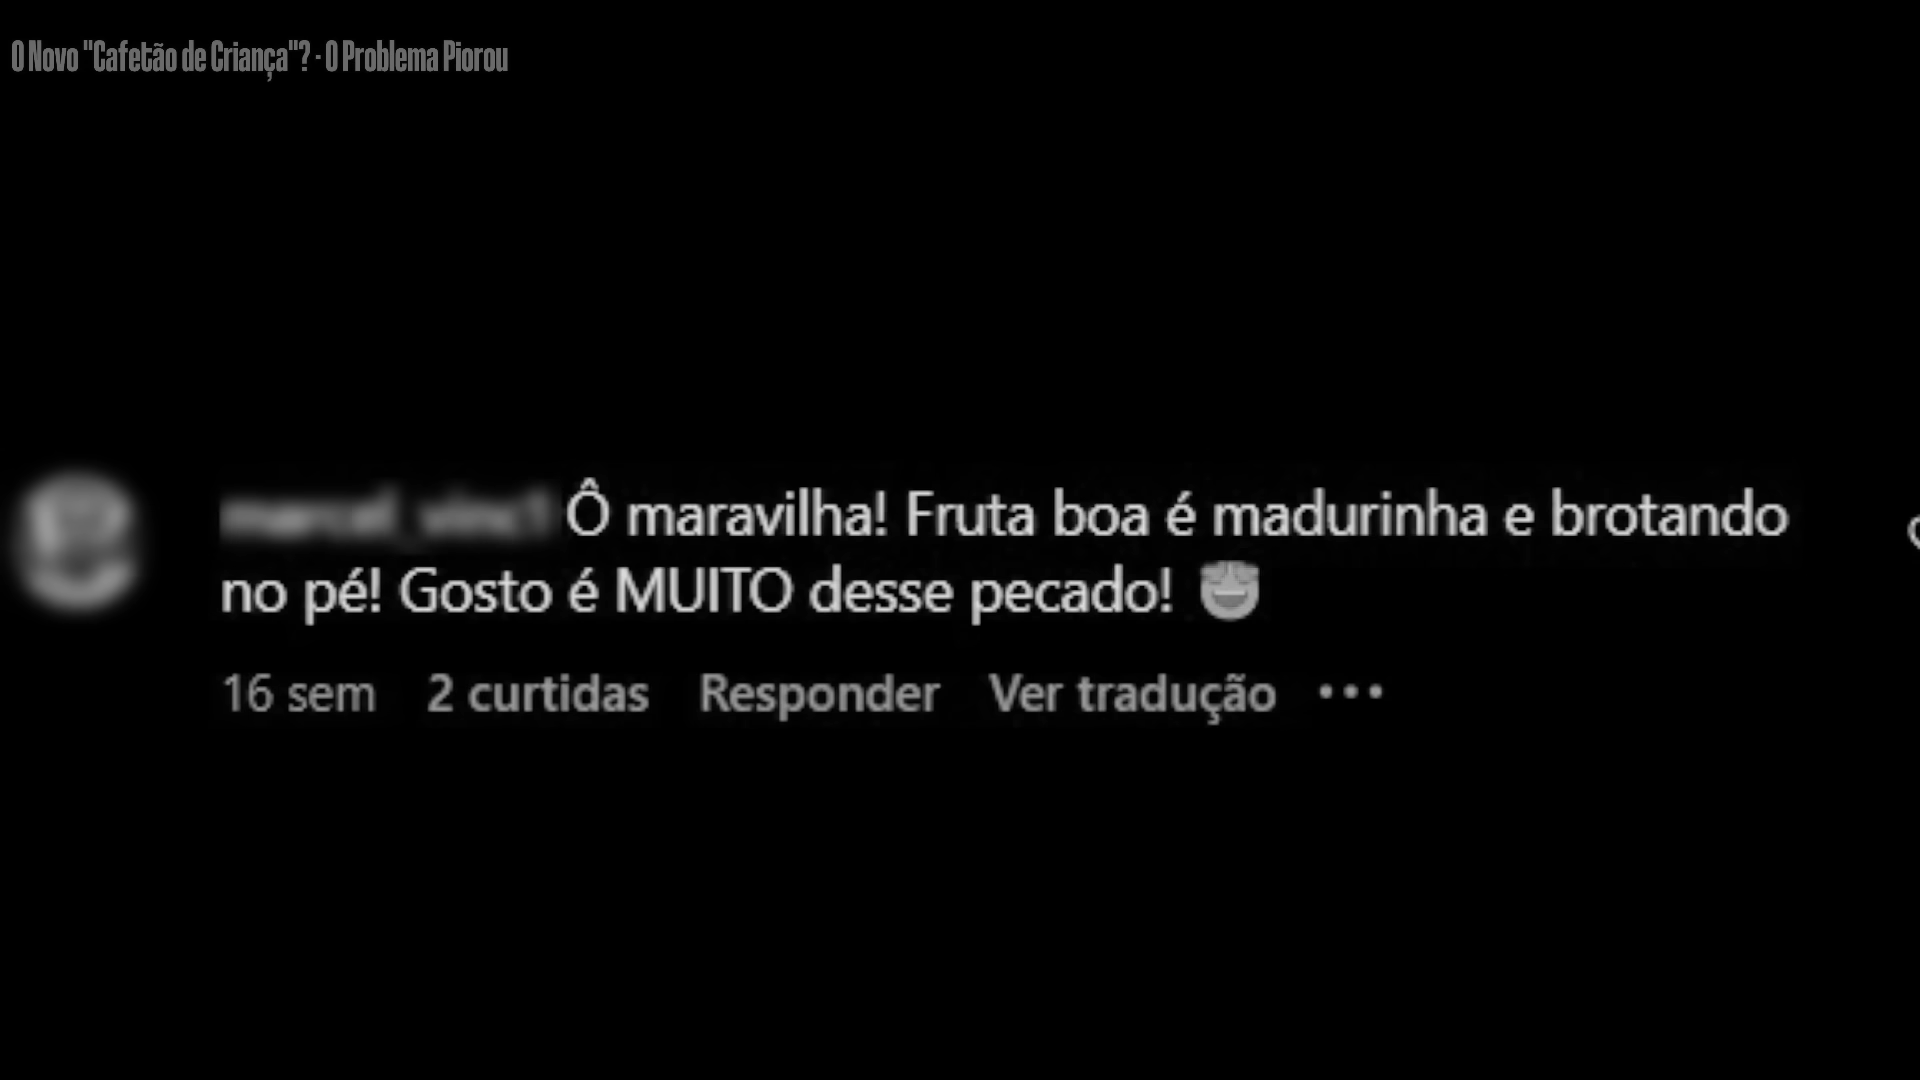 O Novo "Cafetão de Criança"? - O Problema Piorou
Ô maravilha! Fruta boa é madurinha e brotando
no pé! Gosto é MUITO desse pecado! 🤩
16 sem 2 curtidas Responder Ver tradução ...